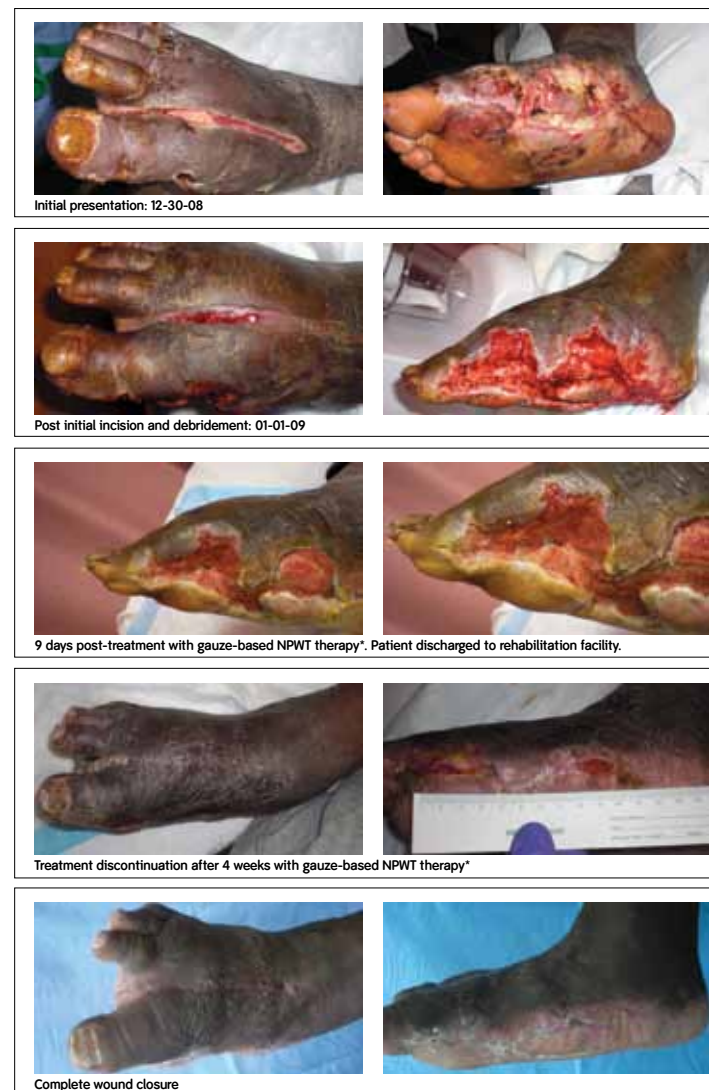 Initial presentation: 12-30-08
Post initial incision and debridement: 01-01-09
9 days post-treatment with gauze-based NPWT therapy*. Patient discharged to rehabilitation facility.
Treatment discontinuation after 4 weeks with gauze-based NPWT therapy*
Complete wound closure